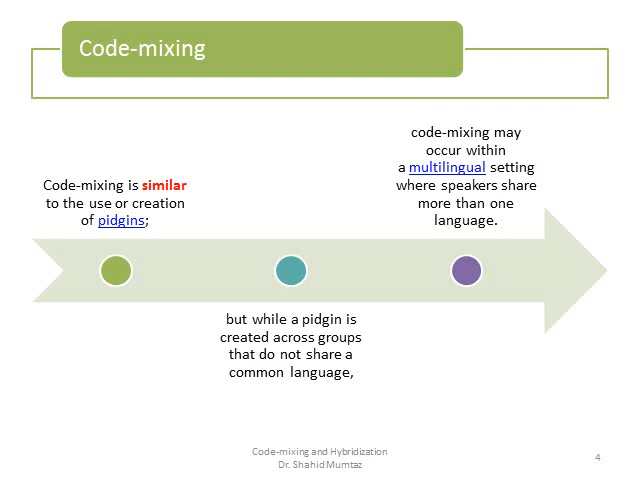 Code-mixing
Code-mixing is similar
to the use or creation
of pidgins;
but while a pidgin is
created across groups
that do not share a
common language,
code-mixing may
occur within
a multilingual setting
where speakers share
more than one
language.
Code-mixing and Hybridization
Dr. Shahid Mumtaz
4